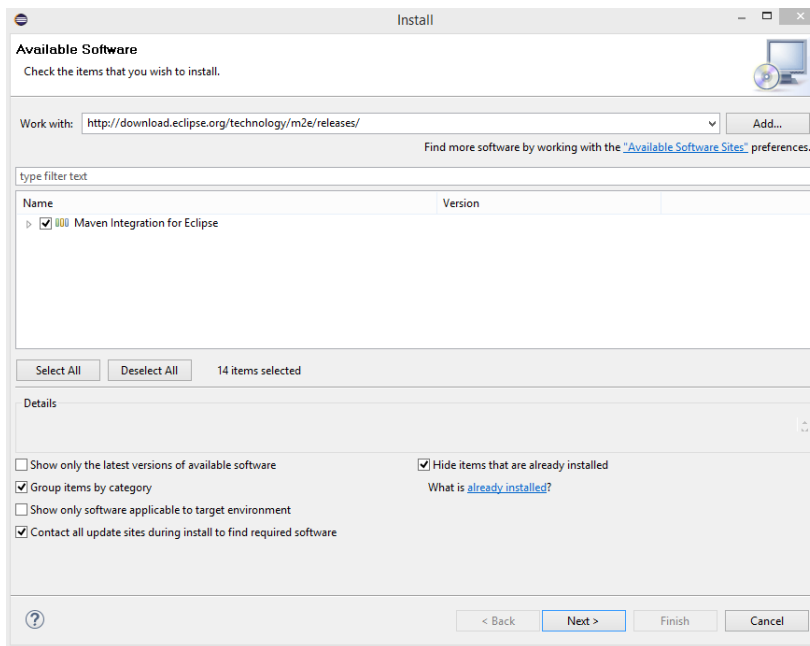 Install
Available Software
Check the items that you wish to install.
Work with: http://download.eclipse.org/technology/m2e/releases/ Add...
Find more software by working with the "Available Software Sites" preferences.
type filter text
Name Version
Maven Integration for Eclipse
Select All Deselect All 14 items selected
Details
Show only the latest versions of available software Hide items that are already installed
Group items by category What is already installed?
Show only software applicable to target environment
Contact all update sites during install to find required software
? < Back Next > Finish Cancel